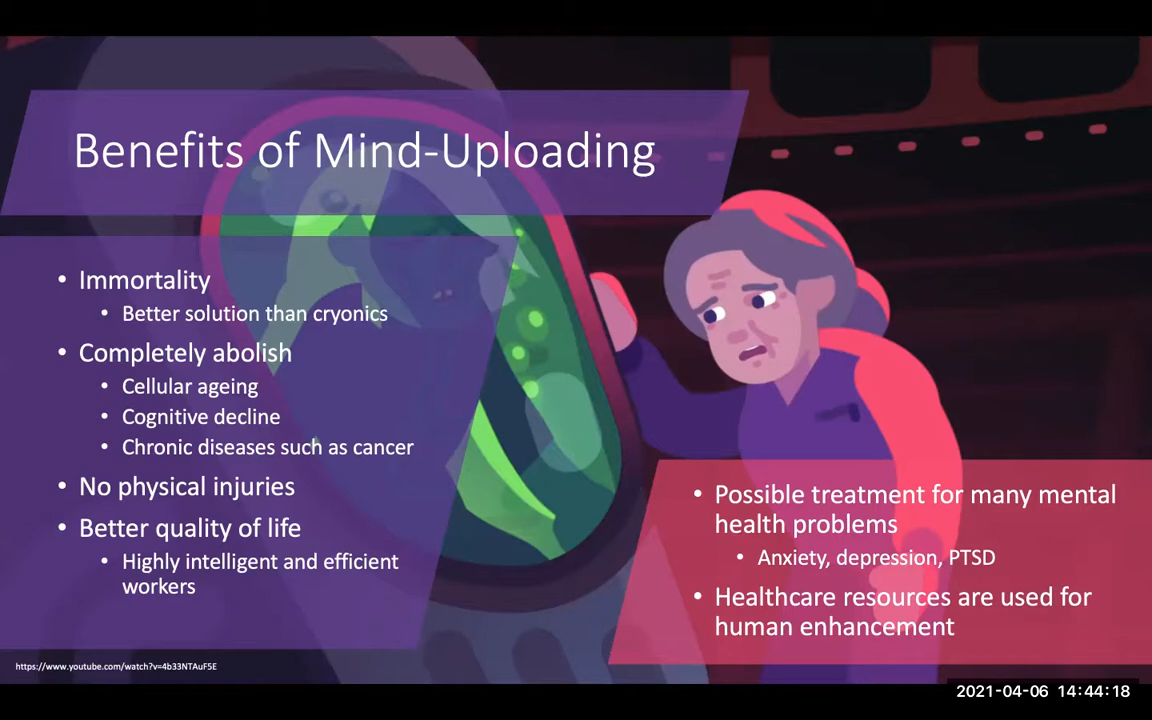 Benefits of Mind-Uploading
• Immortality
• Better solution than cryonics
• Completely abolish
• Cellular ageing
• Cognitive decline
• Chronic diseases such as cancer
• No physical injuries
• Better quality of life
• Highly intelligent and efficient
workers
• Possible treatment for many mental
health problems
• Anxiety, depression, PTSD
• Healthcare resources are used for
human enhancement
https://www.youtube.com/watch?v=4b33NTAuF5E
2021-04-06 14:44:18